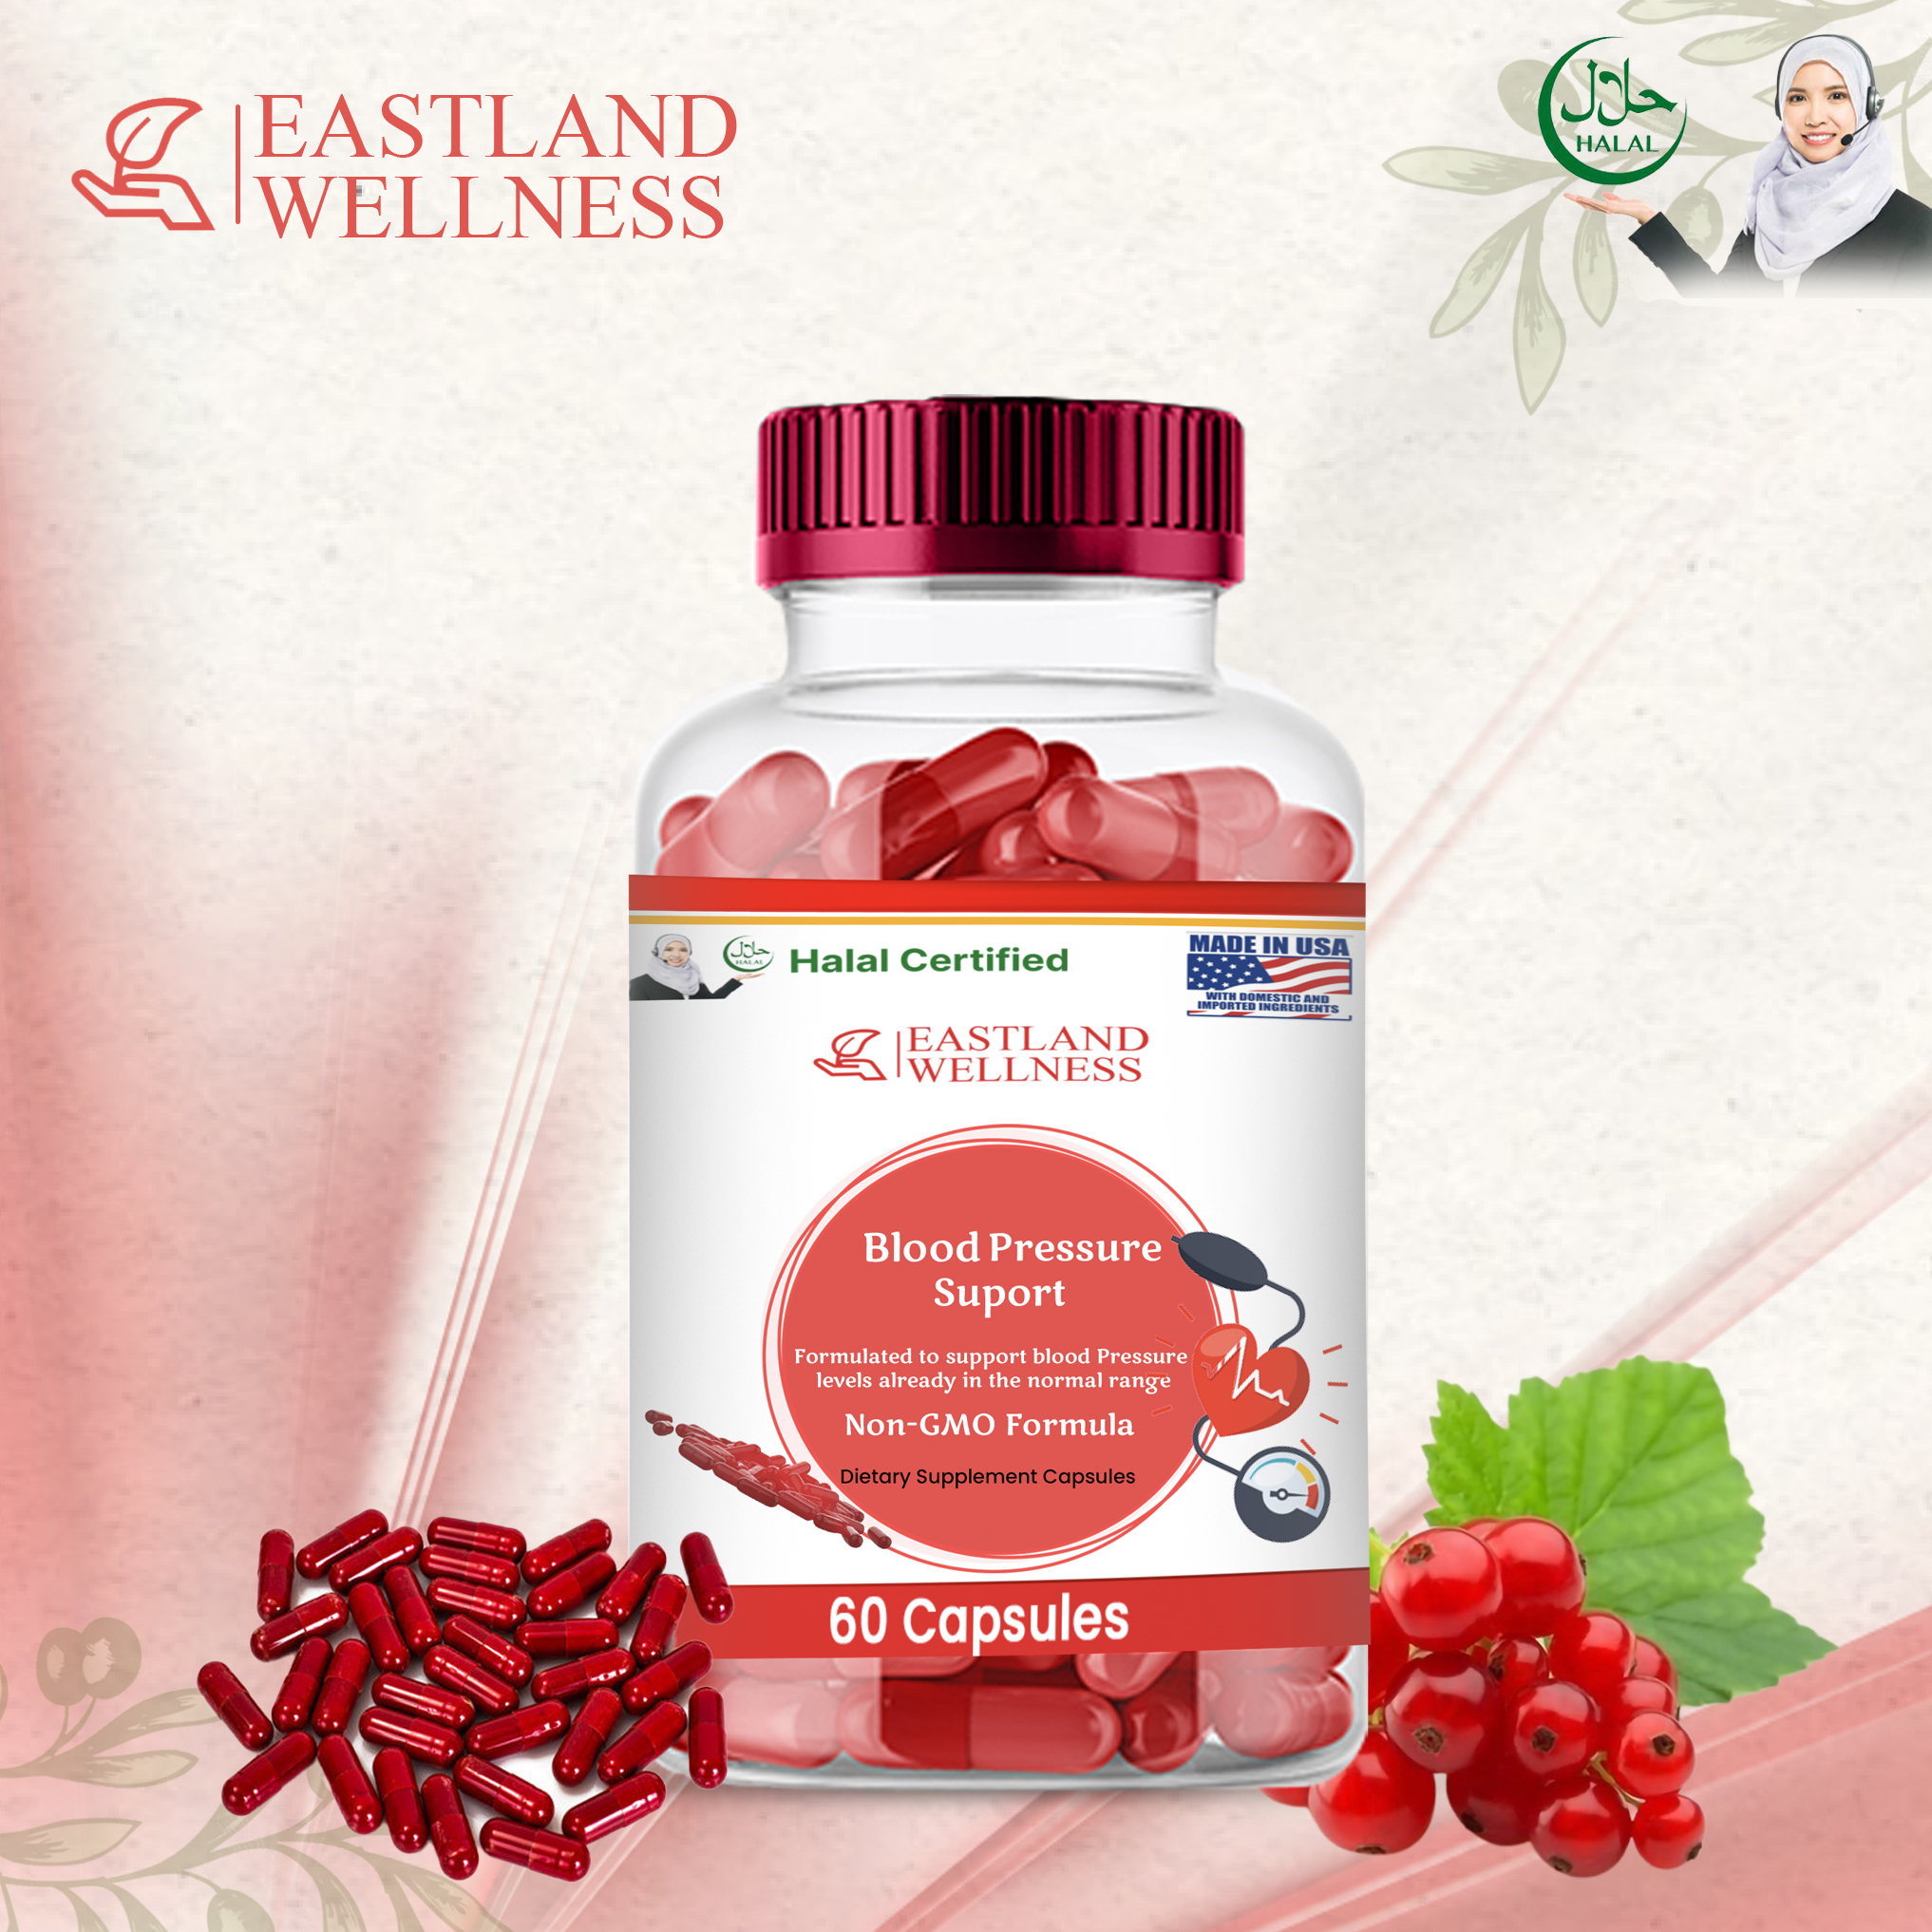 EASTLAND
WELLNESS
حلال
HALAL
حلال
HALAL
Halal Certified
MADE IN USA
WITH DOMESTIC AND
IMPORTED INGREDIENTS
EASTLAND
WELLNESS
Blood Pressure
Suport
Formulated to support blood Pressure
levels already in the normal range
Non-GMO Formula
Dietary Supplement Capsules
60 Capsules